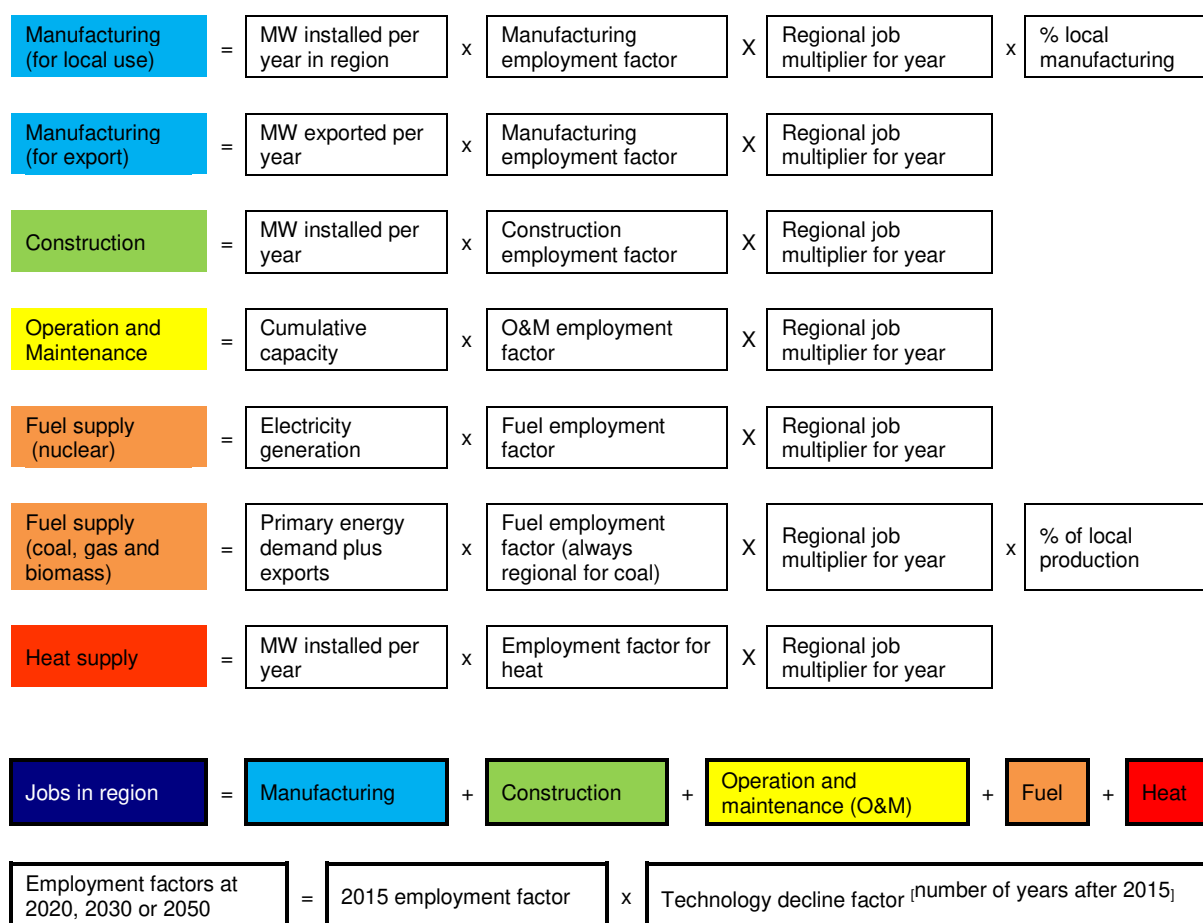 Manufacturing (for local use) = MW installed per year in region x Manufacturing employment factor X Regional job multiplier for year x % local manufacturing
Manufacturing (for export) = MW exported per year x Manufacturing employment factor X Regional job multiplier for year
Construction = MW installed per year x Construction employment factor X Regional job multiplier for year
Operation and Maintenance = Cumulative capacity x O&M employment factor X Regional job multiplier for year
Fuel supply (nuclear) = Electricity generation x Fuel employment factor X Regional job multiplier for year
Fuel supply (coal, gas and biomass) = Primary energy demand plus exports x Fuel employment factor (always regional for coal) X Regional job multiplier for year x % of local production
Heat supply = MW installed per year x Employment factor for heat X Regional job multiplier for year
Jobs in region = Manufacturing + Construction + Operation and maintenance (O&M) + Fuel + Heat
Employment factors at 2020, 2030 or 2050 = 2015 employment factor x Technology decline factor [number of years after 2015]